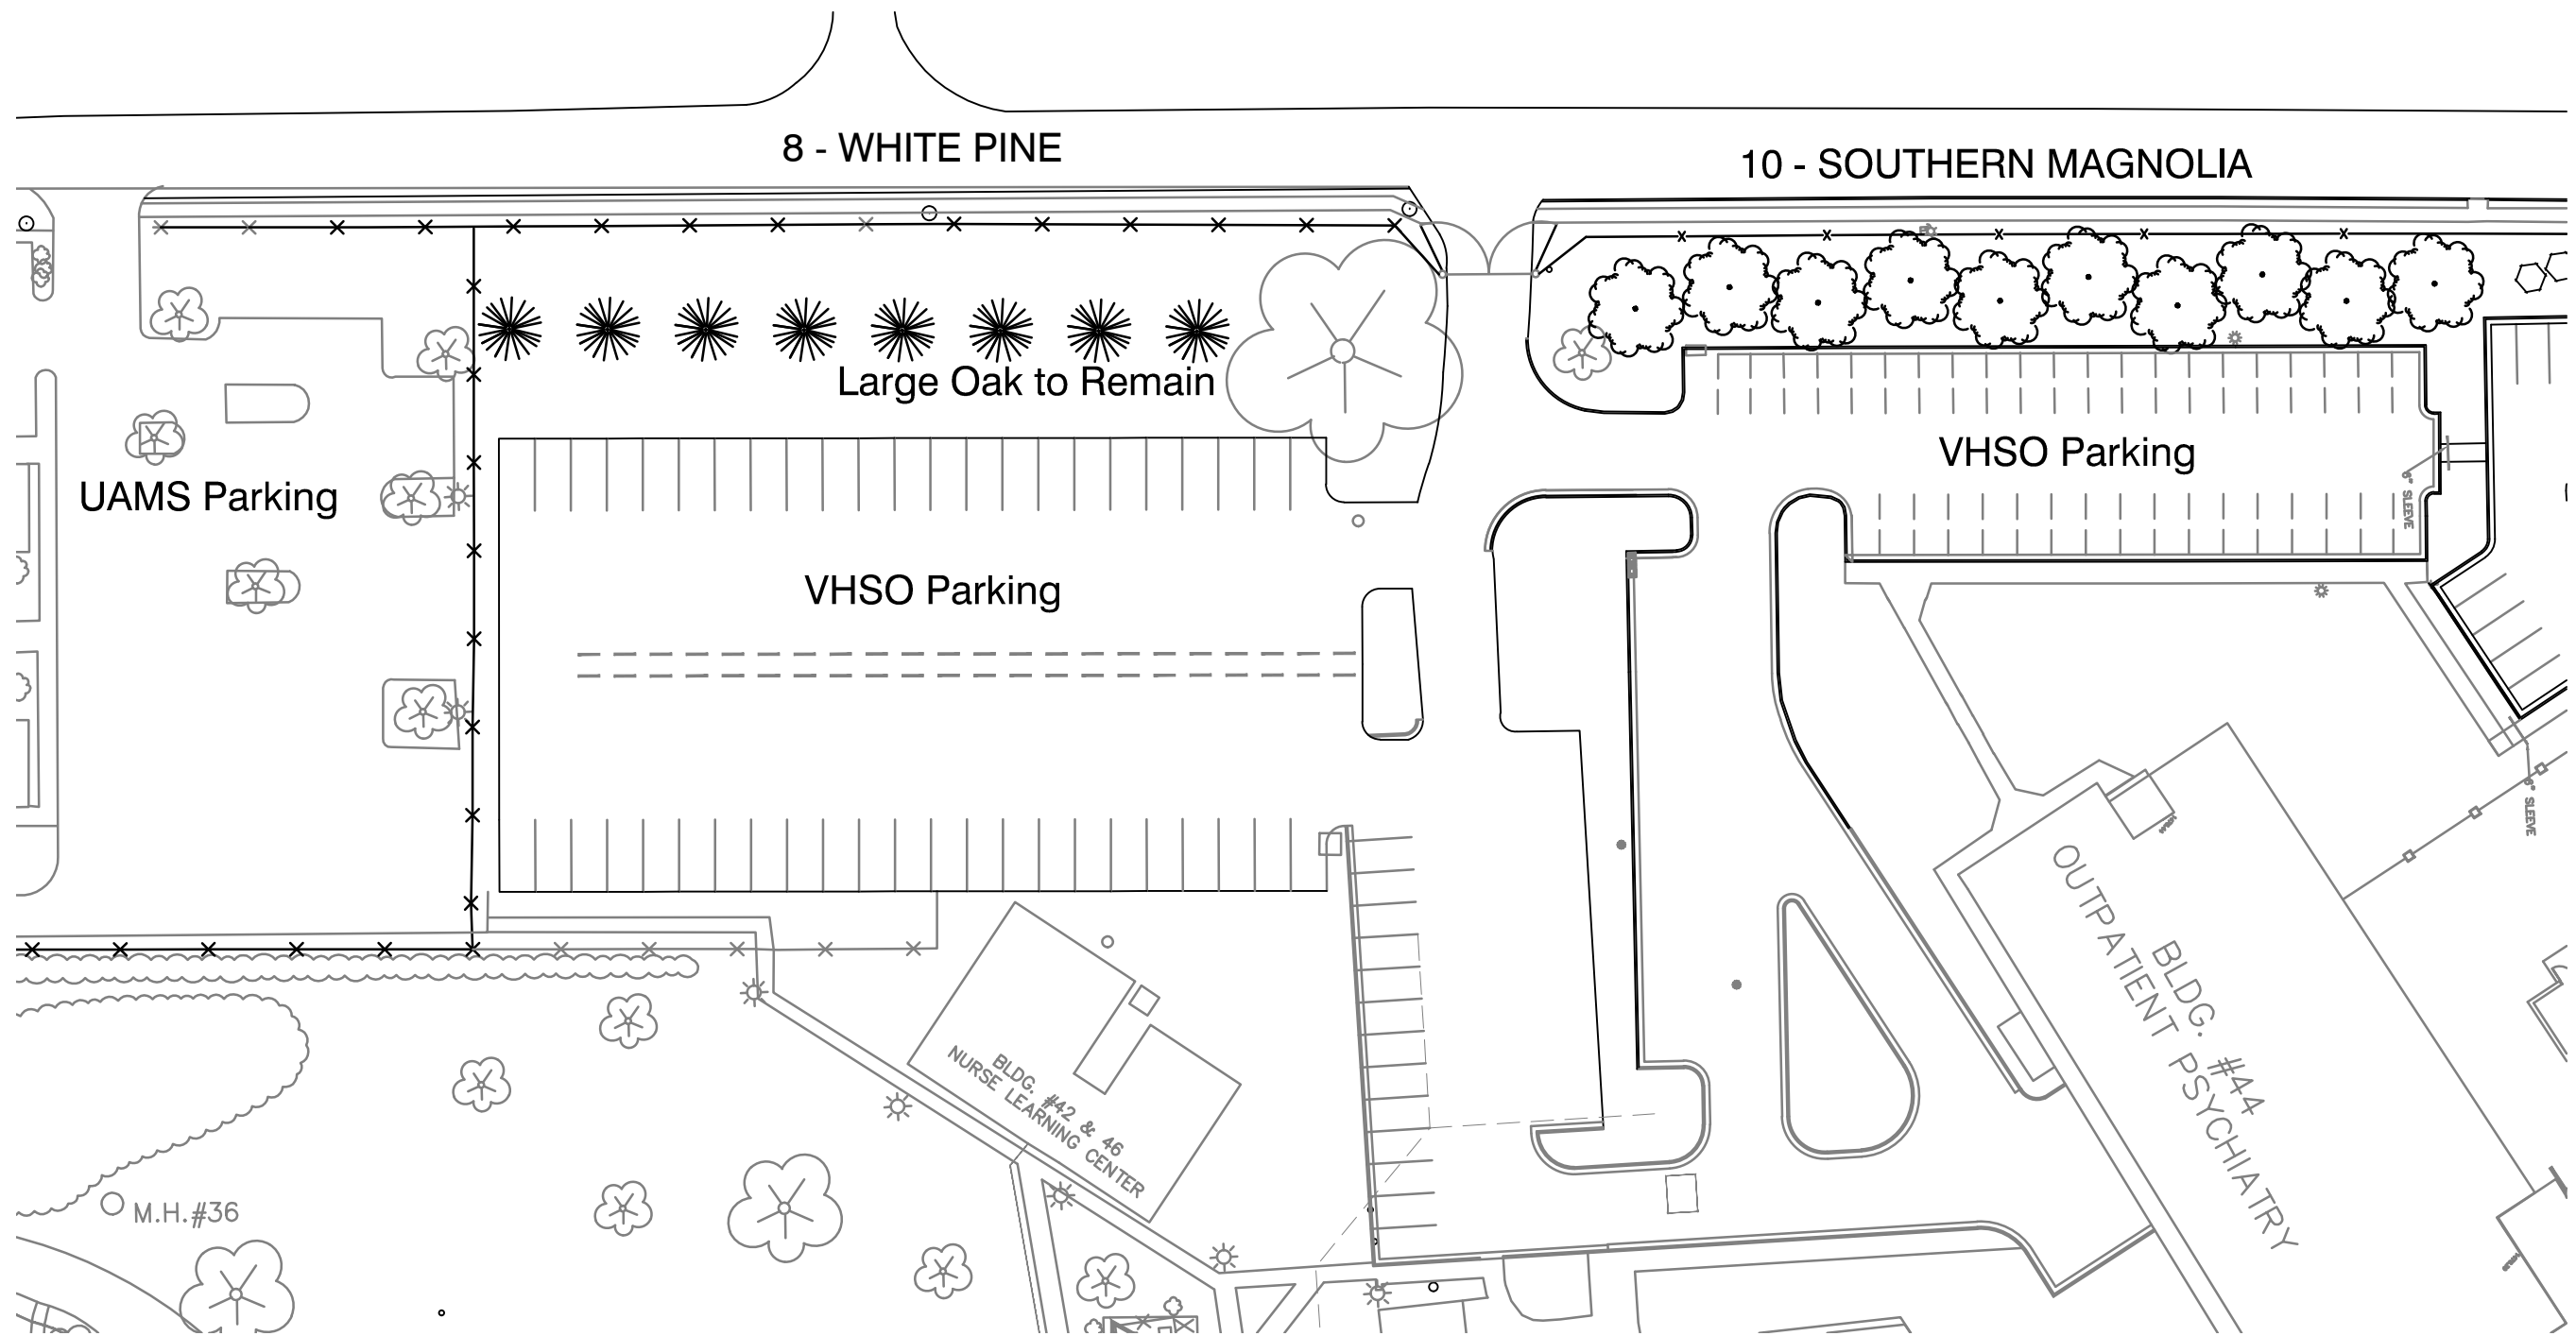 8 - WHITE PINE
10 - SOUTHERN MAGNOLIA
Large Oak to Remain
VHSO Parking
UAMS Parking
6" SLEEVE
VHSO Parking
6" SLEEVE
BLDG. #44
OUTPATIENT PSYCHIATRY
BLDG. #42 & 46
NURSE LEARNING CENTER
M.H.#36